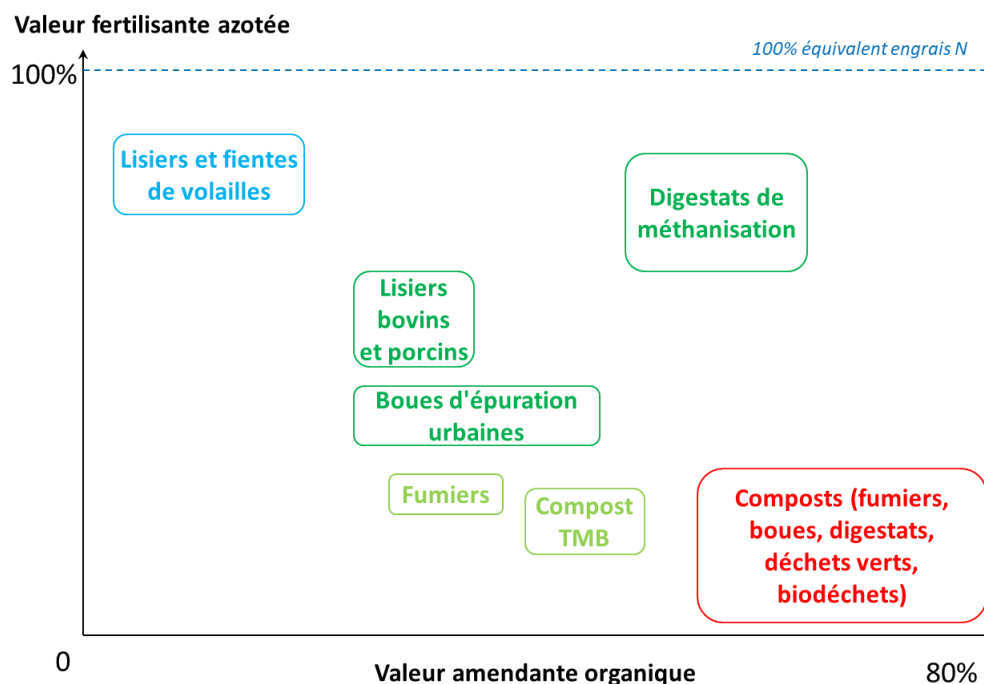 Valeur fertilisante azotée
100% équivalent engrais N
100%
Lisiers et fientes
de volailles
Digestats de
méthanisation
Lisiers
bovins
et porcins
Boues d'épuration
urbaines
Fumiers
Compost
TMB
Composts (fumiers,
boues, digestats,
déchets verts,
biodéchets)
0
Valeur amendante organique
80%